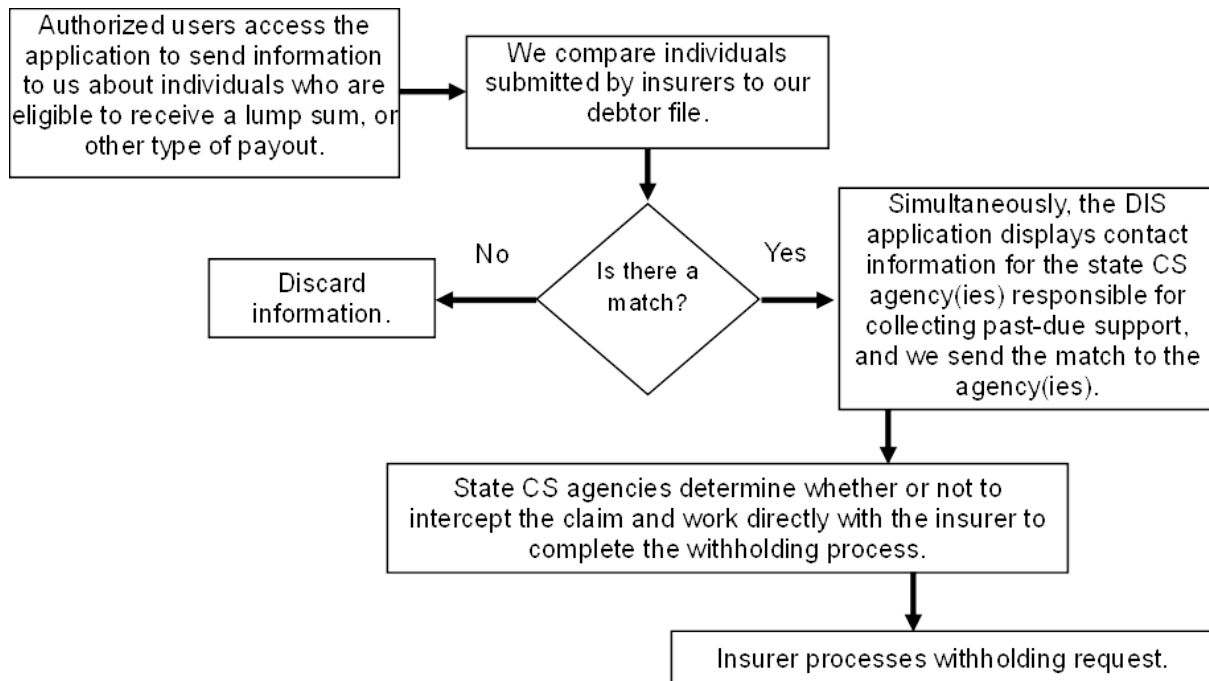 Authorized users access the
application to send information
to us about individuals who are
eligible to receive a lump sum, or
other type of payout.
We compare individuals
submitted by insurers to our
debtor file.
Is there a
match?
No
Discard
information.
Yes
Simultaneously, the DIS
application displays contact
information for the state CS
agency(ies) responsible for
collecting past-due support,
and we send the match to the
agency(ies).
State CS agencies determine whether or not to
intercept the claim and work directly with the insurer to
complete the withholding process.
Insurer processes withholding request.